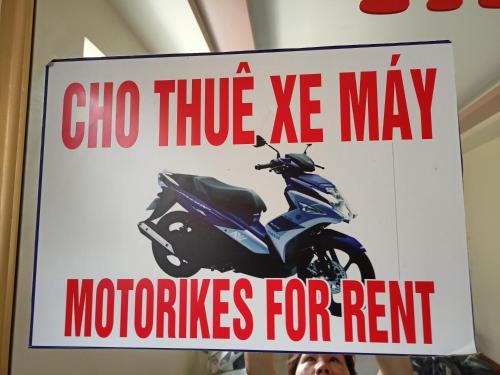 CHO THUÊ XE MÁY
MOTORIKES FOR RENT